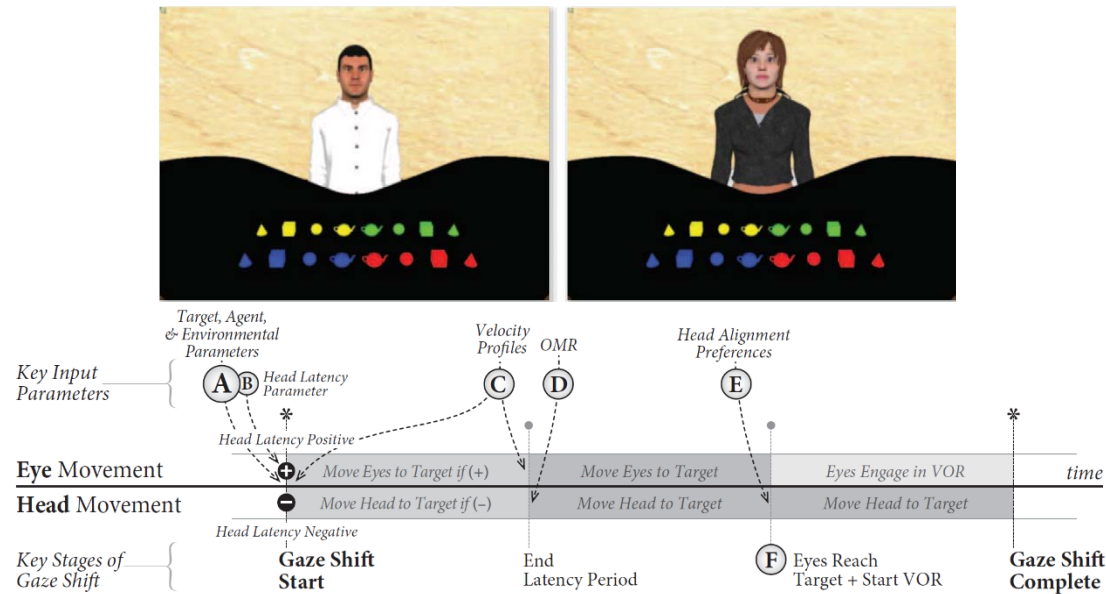 Target, Agent,
& Environmental
Parameters
Velocity
Profiles
OMR
Head Alignment
Preferences
Key Input
Parameters
A
B
Head Latency
Parameter
C
D
E
*
*
Head Latency Positive
Eye Movement
+
Move Eyes to Target if (+)
Move Eyes to Target
Eyes Engage in VOR
time
Head Movement
−
Move Head to Target if (–)
Move Head to Target
Move Head to Target
Head Latency Negative
Key Stages of
Gaze Shift
Gaze Shift
Start
End
Latency Period
F
Eyes Reach
Target + Start VOR
Gaze Shift
Complete